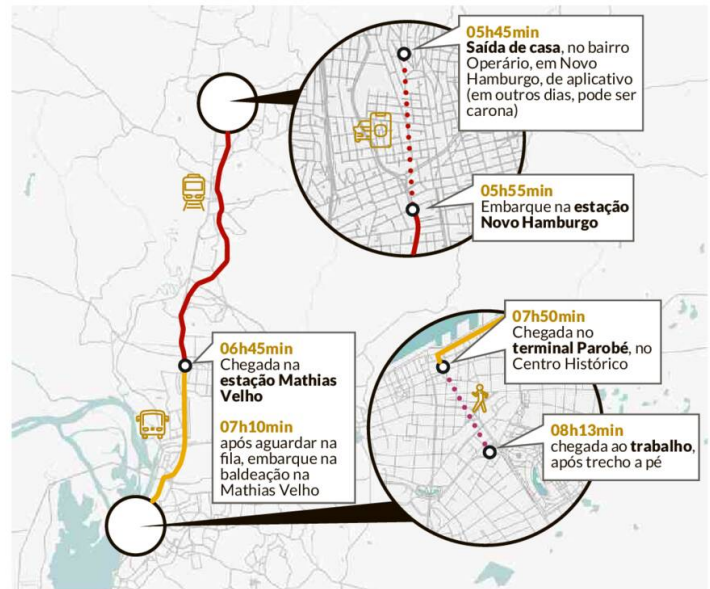 05h45min
Saída de casa, no bairro
Operário, em Novo
Hamburgo, de aplicativo
(em outros dias, pode ser
carona)
05h55min
Embarque na estação
Novo Hamburgo
06h45min
Chegada na
estação Mathias
Velho
07h10min
após aguardar na
fila, embarque na
baldeação na
Mathias Velho
07h50min
Chegada no
terminal Parobé, no
Centro Histórico
08h13min
chegada ao trabalho,
após trecho a pé